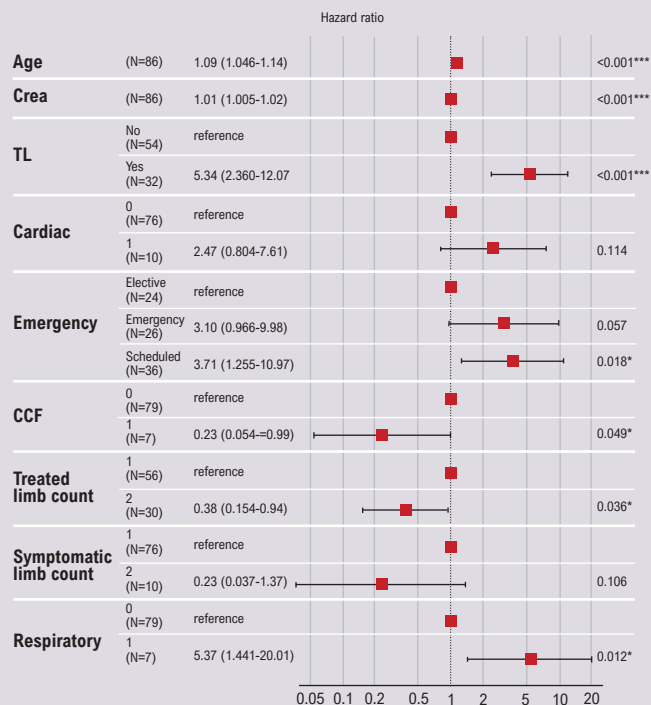 Hazard ratio
Age (N=86) 1.09 (1.046-1.14) <0.001***
Crea (N=86) 1.01 (1.005-1.02) <0.001***
TL
No
(N=54) reference
Yes
(N=32) 5.34 (2.360-12.07 <0.001***
Cardiac
0
(N=76) reference
1
(N=10) 2.47 (0.804-7.61) 0.114
Emergency
Elective
(N=24) reference
Emergency
(N=26) 3.10 (0.966-9.98) 0.057
Scheduled
(N=36) 3.71 (1.255-10.97) 0.018*
CCF
0
(N=79) reference
1
(N=7) 0.23 (0.054-=0.99) 0.049*
Treated
limb count
1
(N=56) reference
2
(N=30) 0.38 (0.154-0.94) 0.036*
Symptomatic
limb count
1
(N=76) reference
2
(N=10) 0.23 (0.037-1.37) 0.106
Respiratory
0
(N=79) reference
1
(N=7) 5.37 (1.441-20.01) 0.012*
0.05 0.1 0.2 0.5 1 2 5 10 20